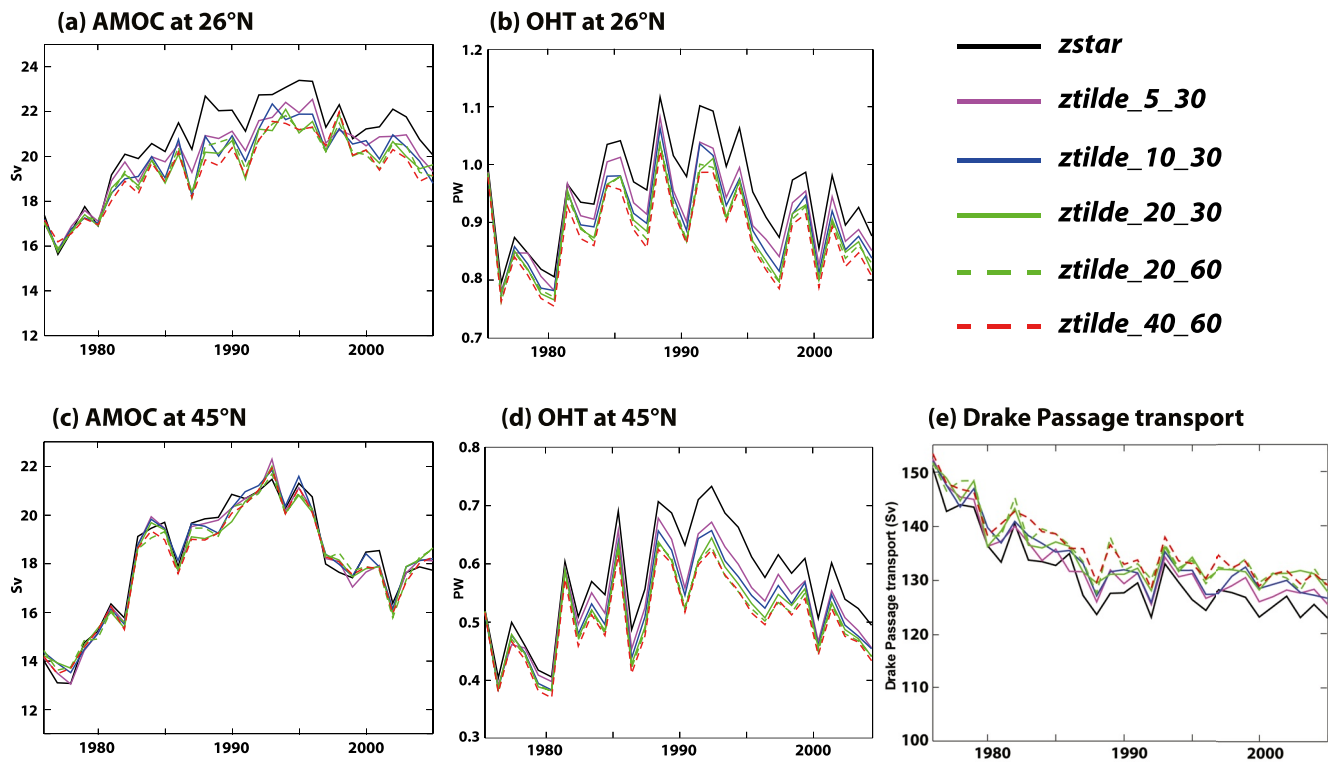 (a) AMOC at 26°N
(b) OHT at 26°N
zstar
ztilde_5_30
ztilde_10_30
ztilde_20_30
ztilde_20_60
ztilde_40_60
Sv
24
22
20
18
16
14
12
1980
1990
2000
PW
1.2
1.1
1.0
0.9
0.8
0.7
1980
1990
2000
(c) AMOC at 45°N
(d) OHT at 45°N
(e) Drake Passage transport
Sv
22
20
18
16
14
12
1980
1990
2000
PW
0.8
0.7
0.6
0.5
0.4
0.3
1980
1990
2000
Drake Passage transport (Sv)
150
140
130
120
110
100
1980
1990
2000